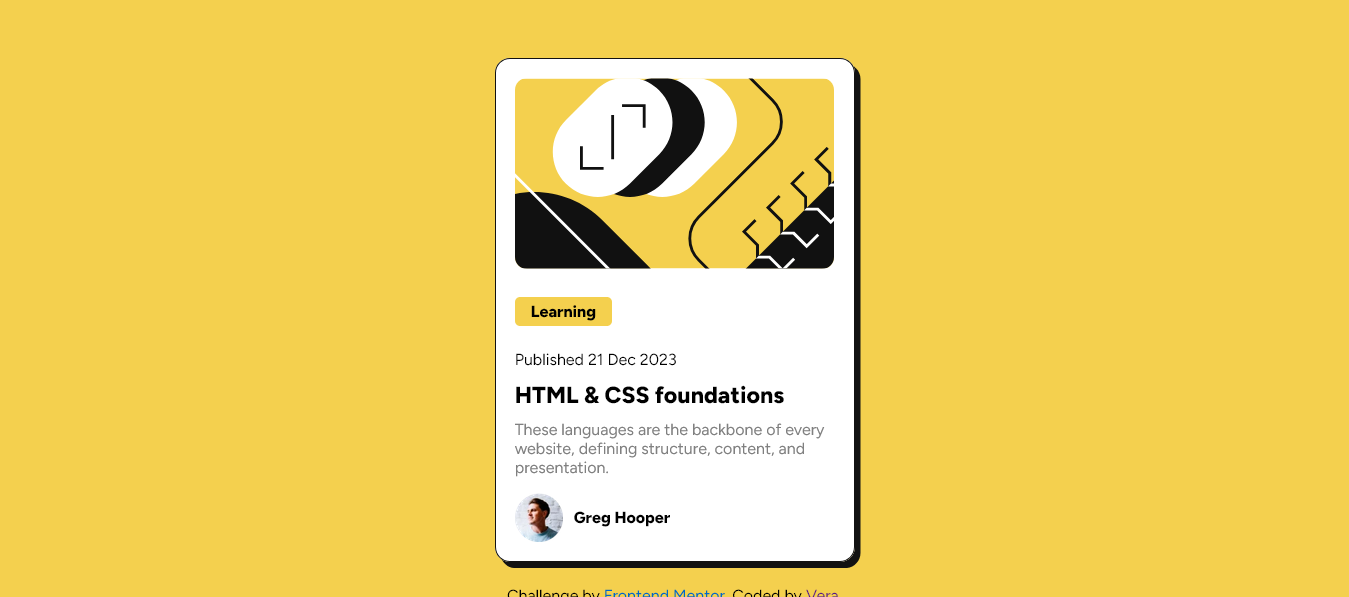 Learning
Published 21 Dec 2023
HTML & CSS foundations
These languages are the backbone of every
website, defining structure, content, and
presentation.
Greg Hooper
Challenge by Frontend Mentor. Coded by Vera